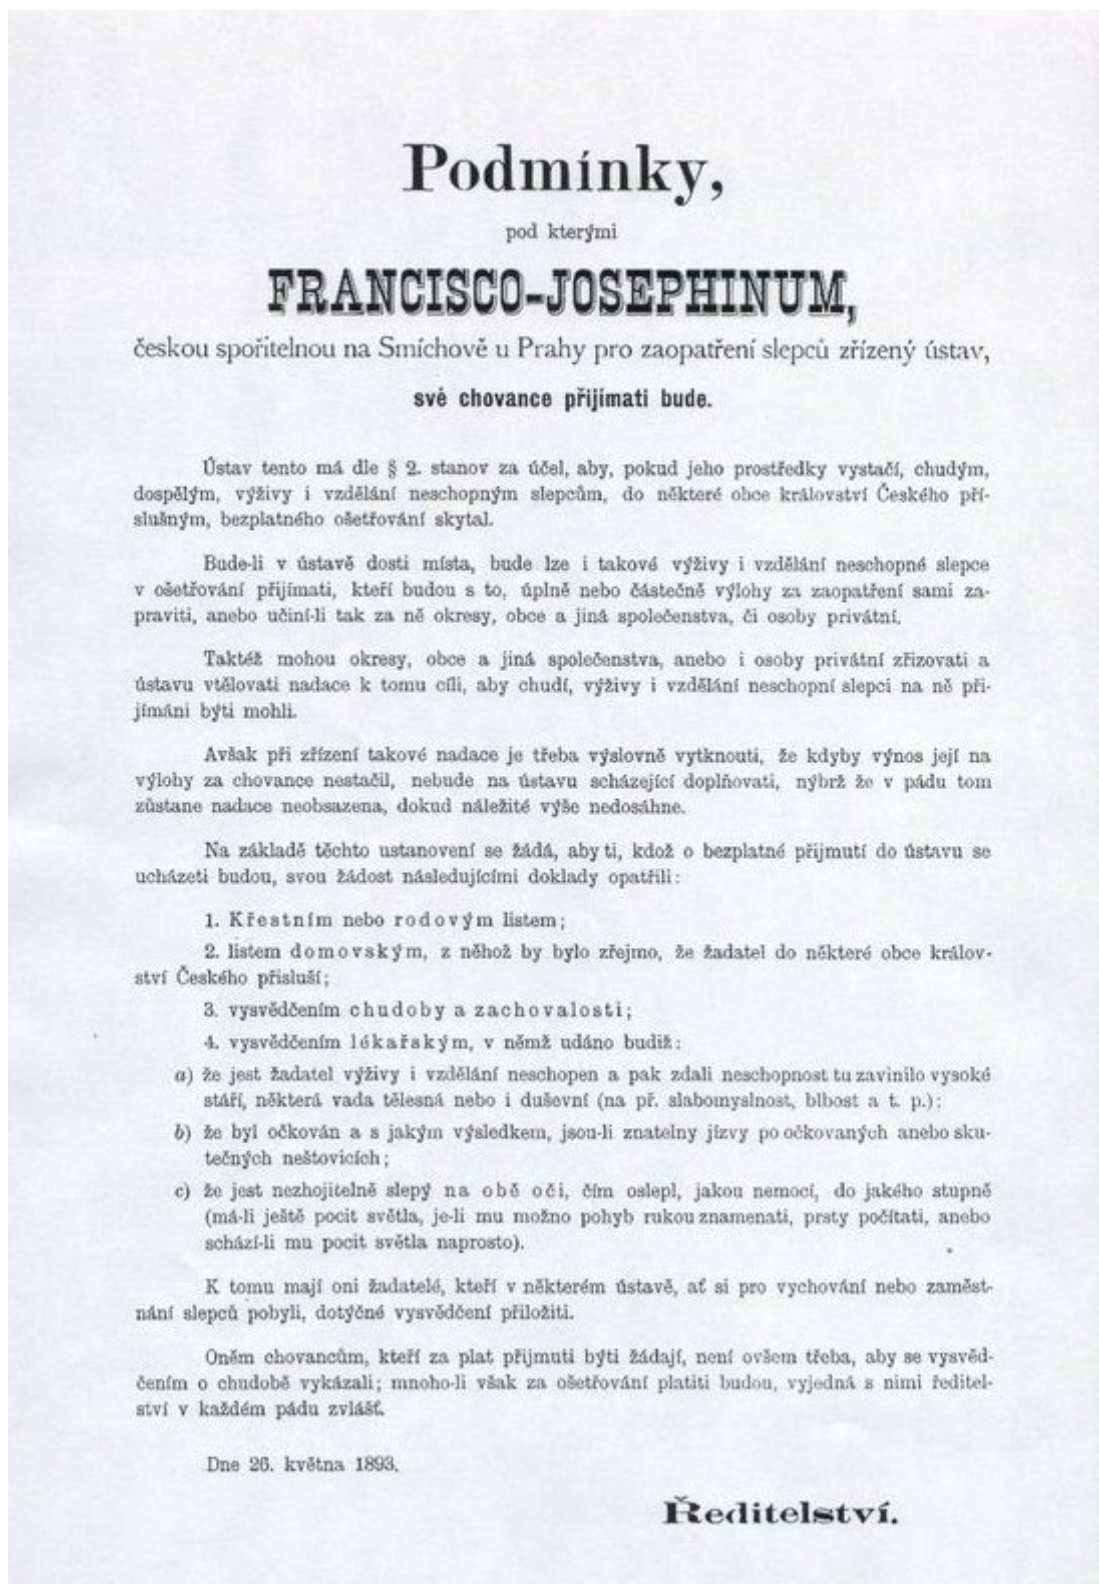 Podmínky,
pod kterými
FRANCISCO-JOSEPHINUM,
českou spořitelnou na Smíchově u Prahy pro zaopatření slepců zřízený ústav,
své chovance přijímati bude.
Ústav tento má dle § 2. stanov za účel, aby, pokud jeho prostředky vystačí, chudým,
dospělým, výživy i vzdělání neschopným slepcům, do některé obce království Českého pří-
slušným, bezplatného ošetřování skytal.
Bude-li v ústavě dosti místa, bude lze i takové výživy i vzdělání neschopné slepce
v ošetřování přijímati, kteří budou s to, úplně nebo částečně výlohy za zaopatření sami za-
praviti, anebo učiní-li tak za ně okresy, obce a jiná společenstva, či osoby privátní.
Taktéž mohou okresy, obce a jiná společenstva, anebo i osoby privátní zřizovati a
ústavu vtělovati nadace k tomu cíli, aby chudí, výživy i vzdělání neschopní slepci na ně při-
jímáni býti mohli.
Avšak při zřízení takové nadace je třeba výslovně vytknouti, že kdyby výnos její na
výlohy za chovance nestačil, nebude na ústavu scházející doplňovati, nýbrž že v pádu tom
zůstane nadace neobsazena, dokud náležité výše nedosáhne.
Na základě těchto ustanovení se žádá, aby ti, kdož o bezplatné přijmutí do ústavu se
ucházeti budou, svou žádost následujícími doklady opatřili:
1. Křestním nebo rodovým listem;
2. listem domovským, z něhož by bylo zřejmo, že žadatel do některé obce králov-
ství Českého přísluší;
3. vysvědčením chudoby a zachovalosti;
4. vysvědčením lékařským, v němž udáno budiž:
a) že jest žadatel výživy i vzdělání neschopen a pak zdali neschopnost tu zavinilo vysoké
stáří, některá vada tělesná nebo i duševní (na př. slabomyslnost, blbost a t. p.);
b) že byl očkován a s jakým výsledkem, jsou-li znatelny jízvy po očkovaných anebo sku-
tečných neštovicích;
c) že jest nezhojitelně slepý na obě oči, čím oslepl, jakou nemocí, do jakého stupně
(má-li ještě pocit světla, je-li mu možno pohyb rukou znamenati, prsty počítati, anebo
schází-li mu pocit světla naprosto).
K tomu mají oni žadatelé, kteří v některém ústavě, ať si pro vychování nebo zaměst-
nání slepců pobyli, dotýčné vysvědčení přiložiti.
Oněm chovancům, kteří za plat přijmuti býti žádají, není ovšem třeba, aby se vysvěd-
čením o chudobě vykázali; mnoho-li však za ošetřování platiti budou, vyjedná s nimi ředitel-
ství v každém pádu zvlášť.
Dne 26. května 1893.
Ředitelství.